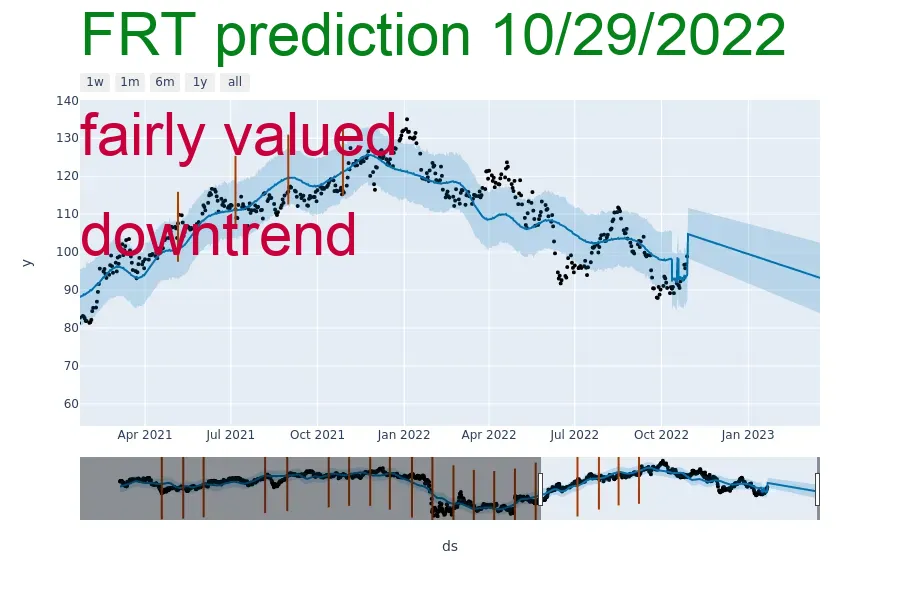 FRT prediction 10/29/2022
1w 1m 6m 1y all
140
fairly valued
130
120
110
downtrend
100
y
90
80
70
60
Apr 2021 Jul 2021 Oct 2021 Jan 2022 Apr 2022 Jul 2022 Oct 2022 Jan 2023
ds